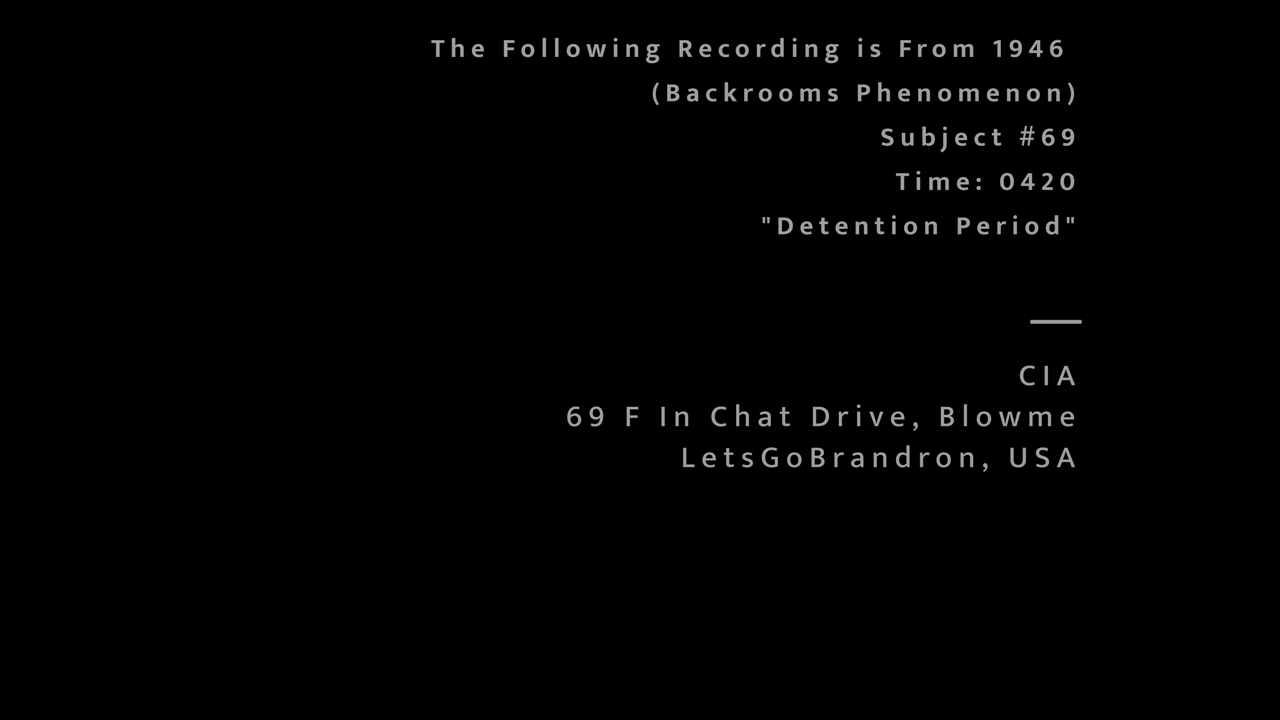 The Following Recording is From 1946
(Backrooms Phenomenon)
Subject #69
Time: 0420
"Detention Period"
CIA
69 F In Chat Drive, Blowme
LetsGoBrandron, USA